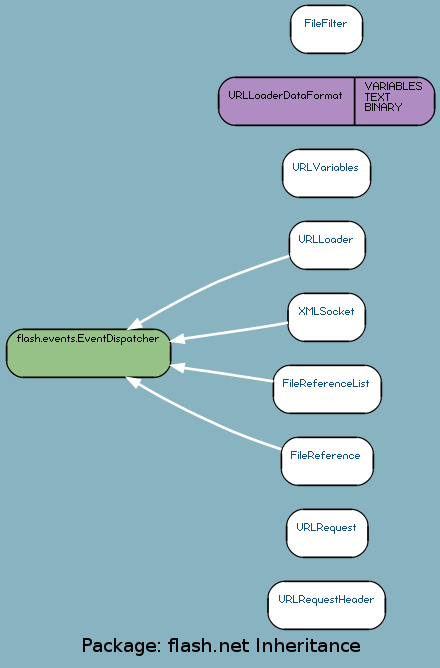 FileFilter
URLLoaderDataFormat
VARIABLES
TEXT
BINARY
URLVariables
URLLoader
XMLSocket
flash.events.EventDispatcher
FileReferenceList
FileReference
URLRequest
URLRequestHeader
Package: flash.net Inheritance